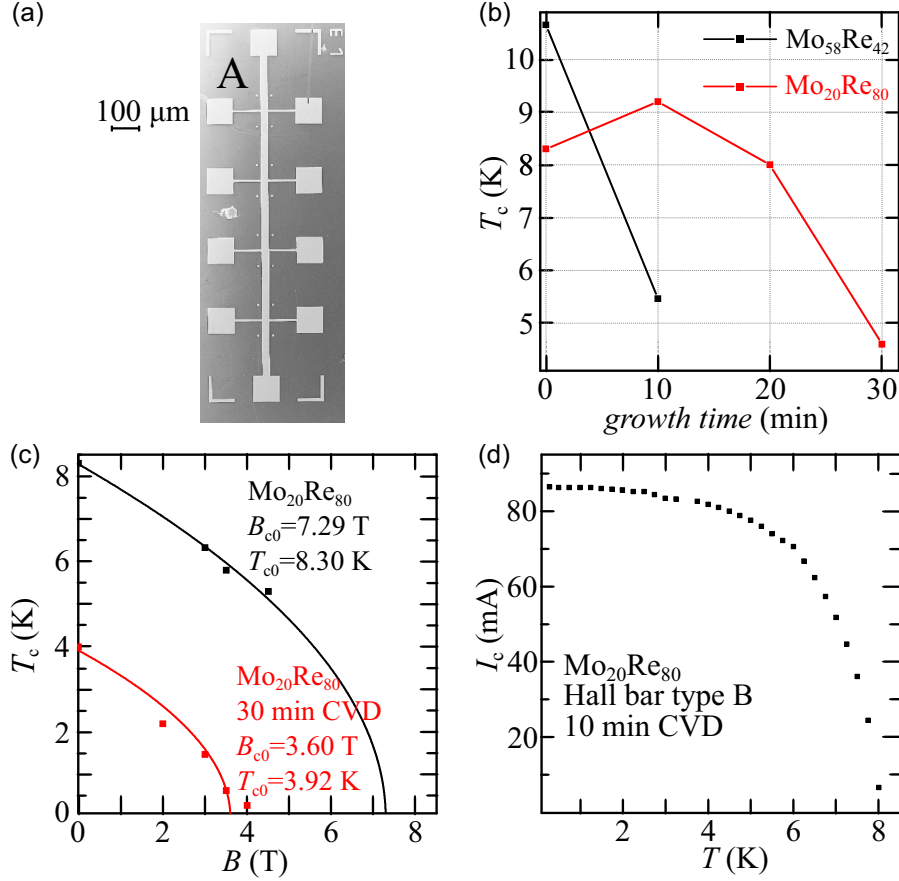 (a)
A
100 μm
E 7
(b)
Mo58Re42
Mo20Re80
Tc (K)
10
9
8
7
6
5
0
10
20
30
growth time (min)
(c)
Mo20Re80
Bc0=7.29 T
Tc0=8.30 K
Mo20Re80
30 min CVD
Bc0=3.60 T
Tc0=3.92 K
Tc (K)
8
6
4
2
0
0
2
4
6
8
B (T)
(d)
Ic (mA)
80
60
40
20
Mo20Re80
Hall bar type B
10 min CVD
2
4
6
8
T (K)